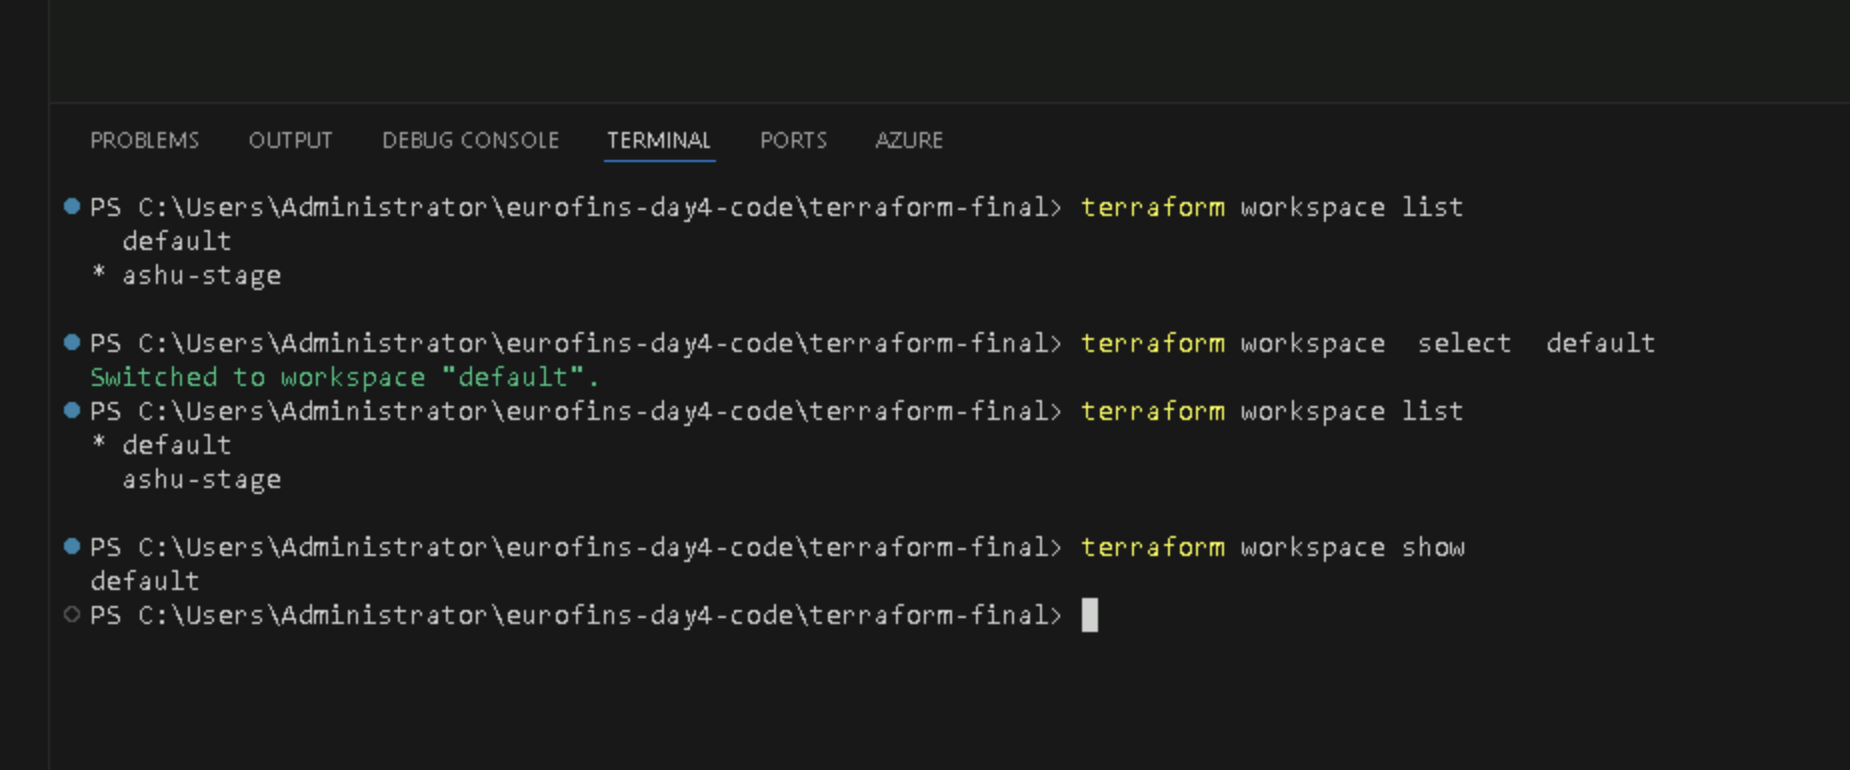 PROBLEMS OUTPUT DEBUG CONSOLE TERMINAL PORTS AZURE
PS C:\Users\Administrator\eurofins-day4-code\terraform-final> terraform workspace list
  default
* ashu-stage
PS C:\Users\Administrator\eurofins-day4-code\terraform-final> terraform workspace  select  default
Switched to workspace "default".
PS C:\Users\Administrator\eurofins-day4-code\terraform-final> terraform workspace list
* default
  ashu-stage
PS C:\Users\Administrator\eurofins-day4-code\terraform-final> terraform workspace show
default
PS C:\Users\Administrator\eurofins-day4-code\terraform-final>